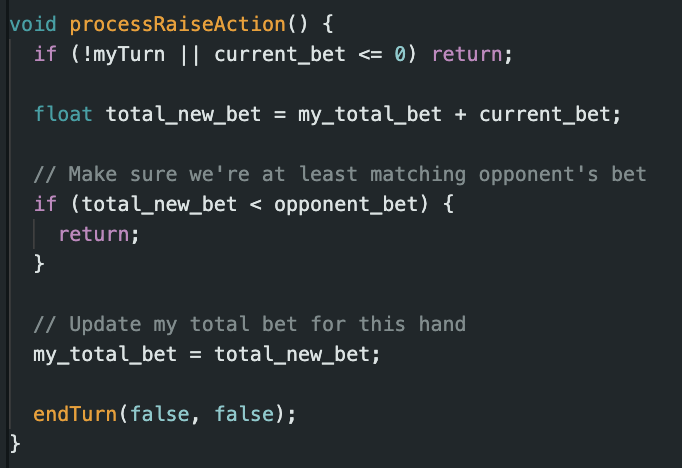 void processRaiseAction() {
  if (!myTurn || current_bet <= 0) return;

  float total_new_bet = my_total_bet + current_bet;

  // Make sure we're at least matching opponent's bet
  if (total_new_bet < opponent_bet) {
    return;
  }

  // Update my total bet for this hand
  my_total_bet = total_new_bet;

  endTurn(false, false);
}